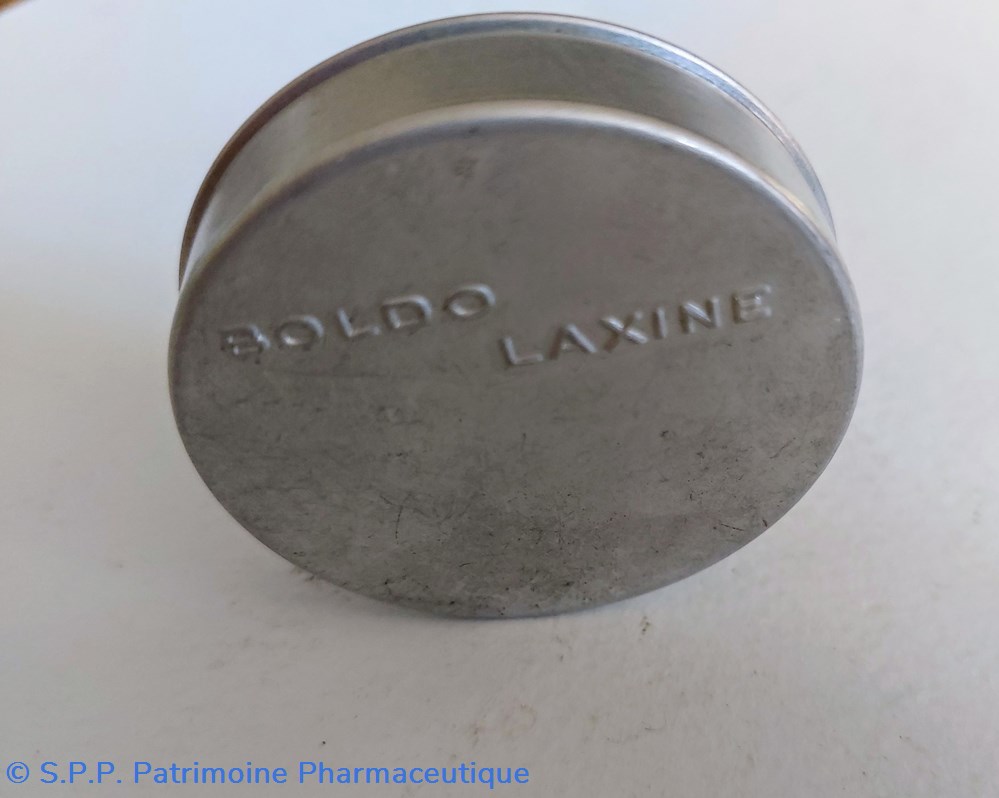 BOLDO
LAXINE
© S.P.P. Patrimoine Pharmaceutique